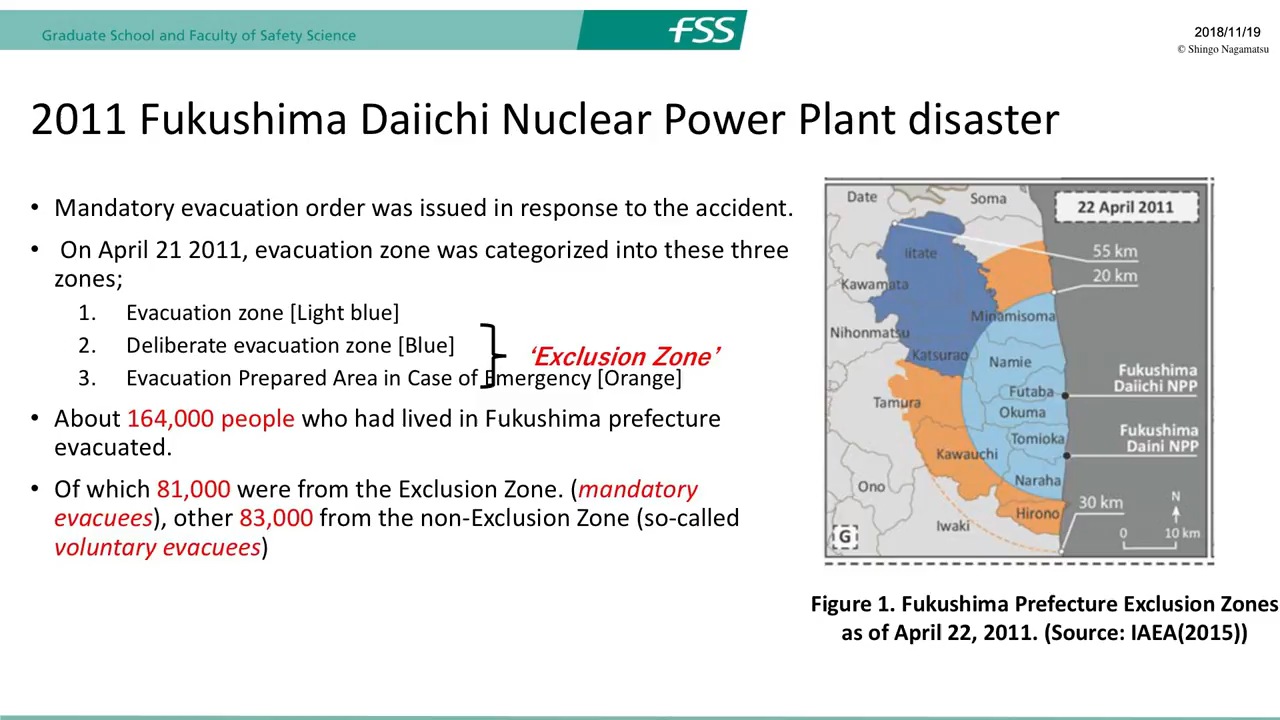 Graduate School and Faculty of Safety Science
FSS
2018/11/19
© Shingo Nagamatsu
2011 Fukushima Daiichi Nuclear Power Plant disaster
• Mandatory evacuation order was issued in response to the accident.
• On April 21 2011, evacuation zone was categorized into these three
zones;
1. Evacuation zone [Light blue]
2. Deliberate evacuation zone [Blue]
3. Evacuation Prepared Area in Case of Emergency [Orange]
‘Exclusion Zone’
• About 164,000 people who had lived in Fukushima prefecture
evacuated.
• Of which 81,000 were from the Exclusion Zone. (mandatory
evacuees), other 83,000 from the non-Exclusion Zone (so-called
voluntary evacuees)
Date
Soma
22 April 2011
Iitate
55 km
20 km
Kawamata
Minamisoma
Nihonmatsu
Katsurao
Namie
Fukushima
Daiichi NPP
Futaba
Tamura
Okuma
Fukushima
Daini NPP
Tomioka
Kawauchi
Naraha
Ono
30 km
N
Hirono
Iwaki
G
0 10 km
Figure 1. Fukushima Prefecture Exclusion Zones
as of April 22, 2011. (Source: IAEA(2015))